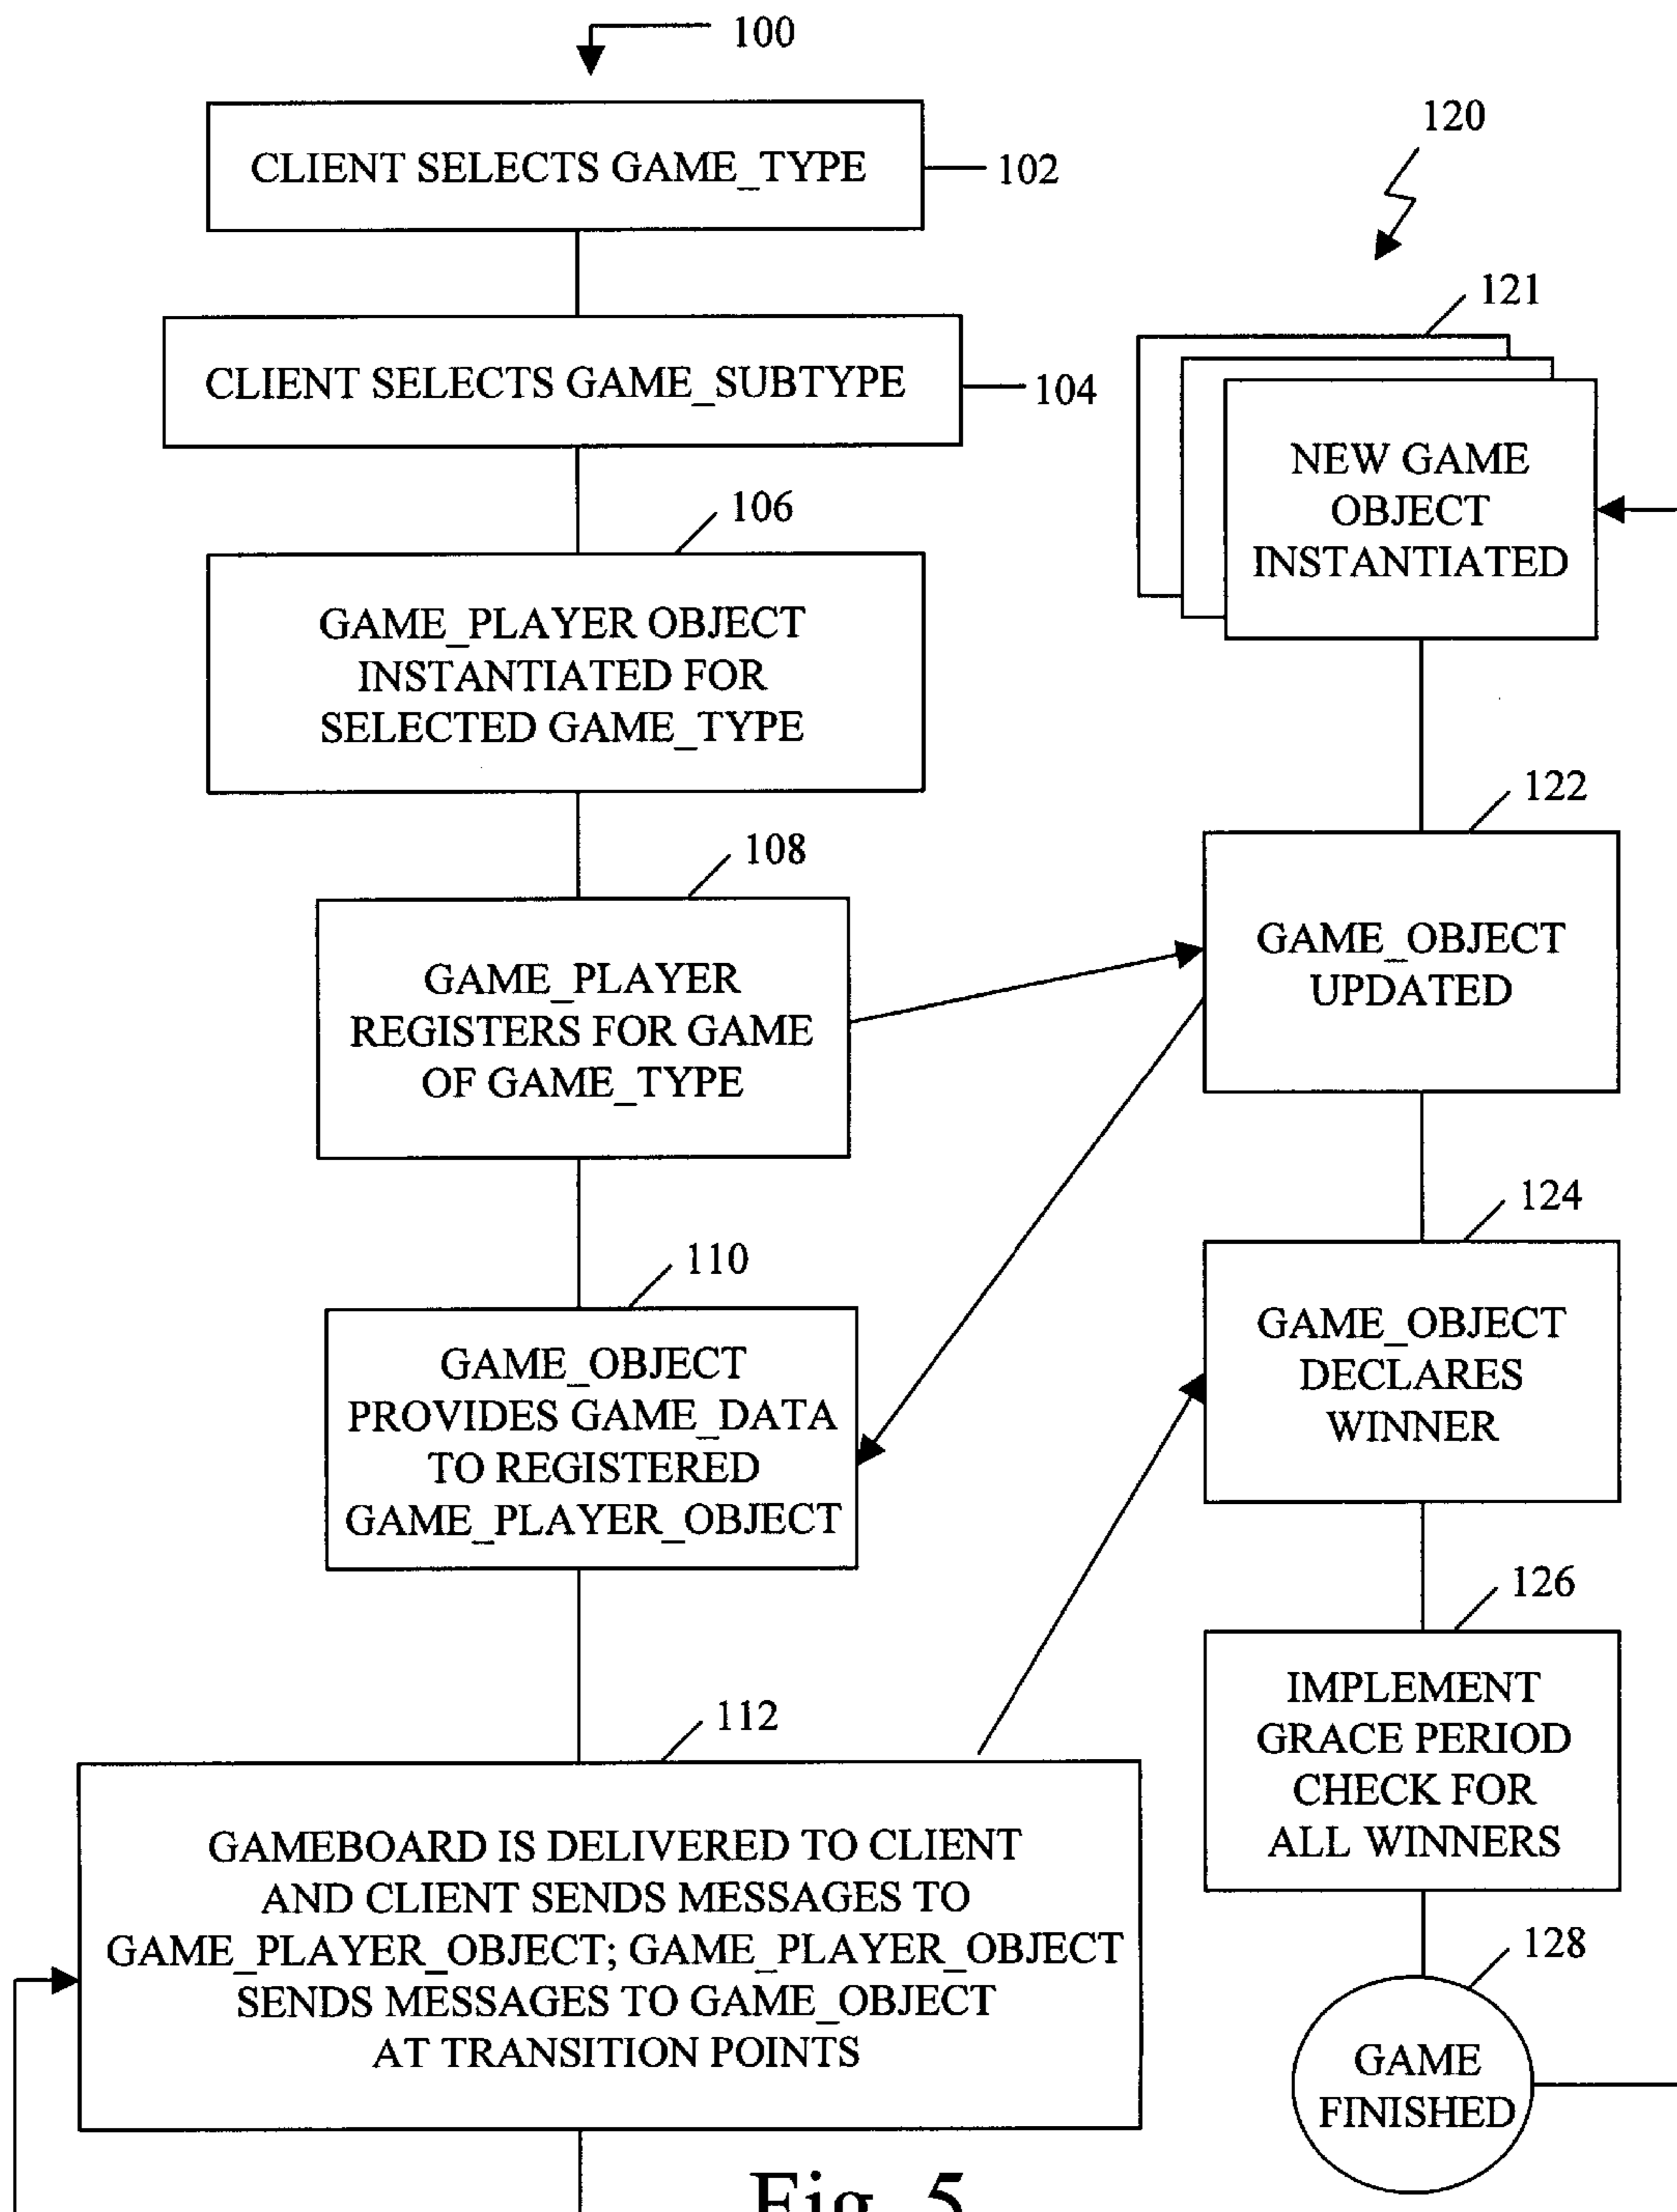 100
CLIENT SELECTS GAME_TYPE
102
CLIENT SELECTS GAME_SUBTYPE
104
106
GAME_PLAYER OBJECT
INSTANTIATED FOR
SELECTED GAME_TYPE
108
GAME_PLAYER
REGISTERS FOR GAME
OF GAME_TYPE
110
GAME_OBJECT
PROVIDES GAME_DATA
TO REGISTERED
GAME_PLAYER_OBJECT
112
GAMEBOARD IS DELIVERED TO CLIENT
AND CLIENT SENDS MESSAGES TO
GAME_PLAYER_OBJECT; GAME_PLAYER_OBJECT
SENDS MESSAGES TO GAME_OBJECT
AT TRANSITION POINTS
120
121
NEW GAME
OBJECT
INSTANTIATED
122
GAME_OBJECT
UPDATED
124
GAME_OBJECT
DECLARES
WINNER
126
IMPLEMENT
GRACE PERIOD
CHECK FOR
ALL WINNERS
128
GAME
FINISHED
Fig. 5